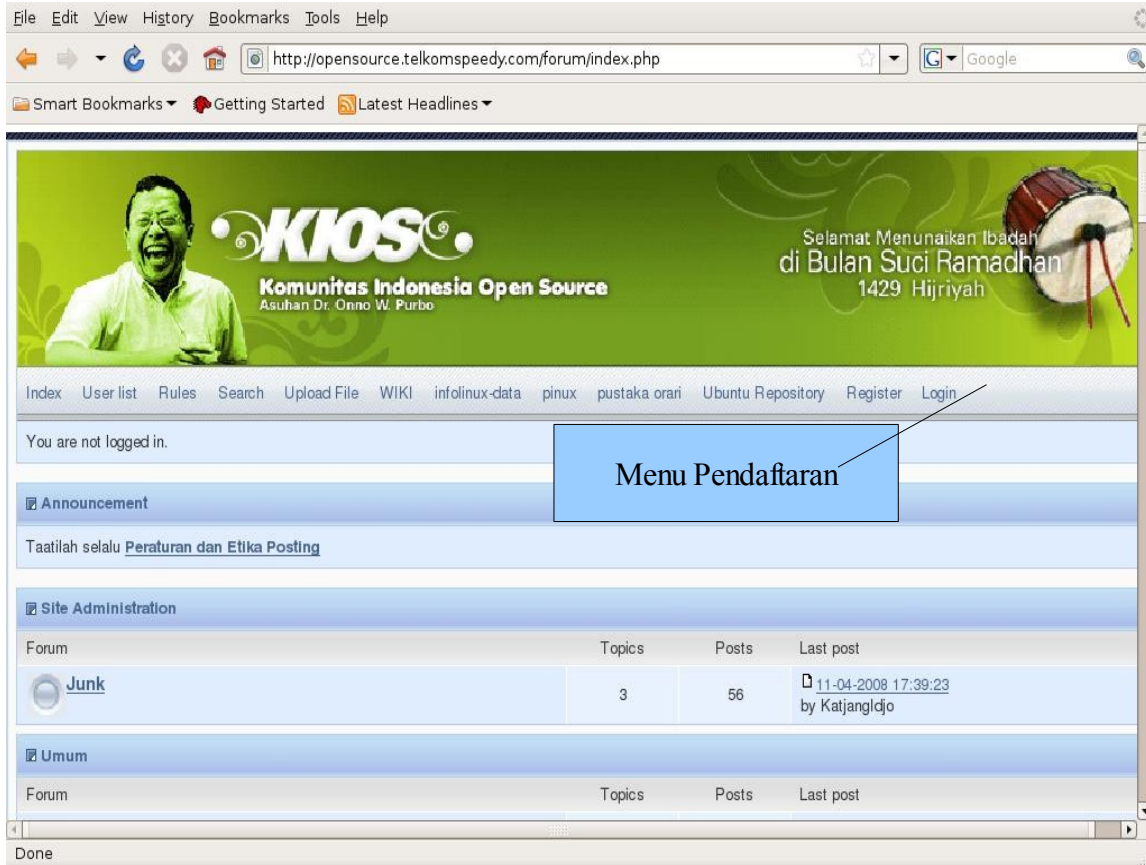 File Edit View History Bookmarks Tools Help
http://opensource.telkomspeedy.com/forum/index.php
G Google
Smart Bookmarks Getting Started Latest Headlines
KIOS
Komunitas Indonesia Open Source
Asuhan Dr. Onno W. Purbo
Selamat Menunaikan Ibadah
di Bulan Suci Ramadhan
1429 Hijriyah
Index User list Rules Search Upload File WIKI infolinux-data pinux pustaka orari Ubuntu Repository Register Login
You are not logged in.
Menu Pendaftaran
Announcement
Taatilah selalu Peraturan dan Etika Posting
Site Administration
Forum Topics Posts Last post
Junk 3 56 11-04-2008 17:39:23
by KatjangIdjo
Umum
Forum Topics Posts Last post
Done